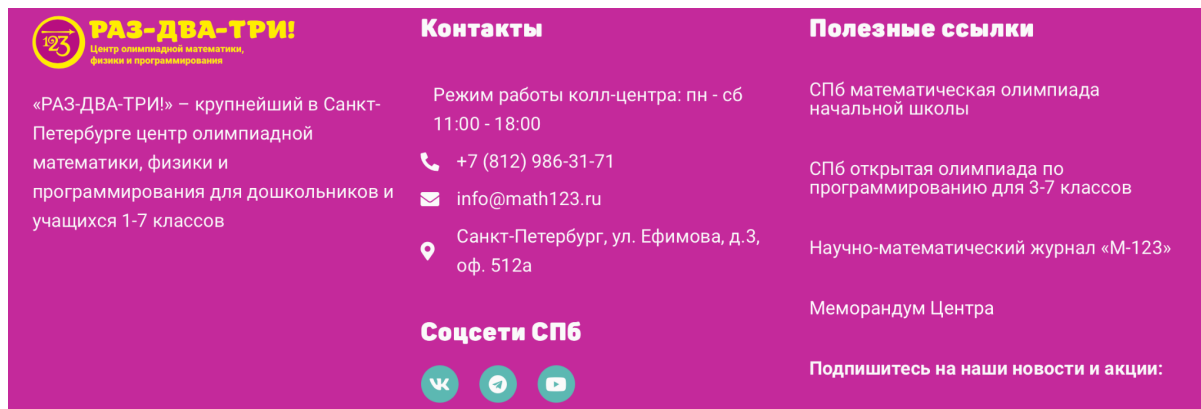 123
РАЗ-ДВА-ТРИ!
Центр олимпиадной математики,
физики и программирования
«РАЗ-ДВА-ТРИ!» – крупнейший в Санкт-
Петербурге центр олимпиадной
математики, физики и
программирования для дошкольников и
учащихся 1-7 классов
Контакты
Режим работы колл-центра: пн - сб
11:00 - 18:00
+7 (812) 986-31-71
info@math123.ru
Санкт-Петербург, ул. Ефимова, д.3,
оф. 512а
Соцсети СПб
Полезные ссылки
СПб математическая олимпиада
начальной школы
СПб открытая олимпиада по
программированию для 3-7 классов
Научно-математический журнал «М-123»
Меморандум Центра
Подпишитесь на наши новости и акции: